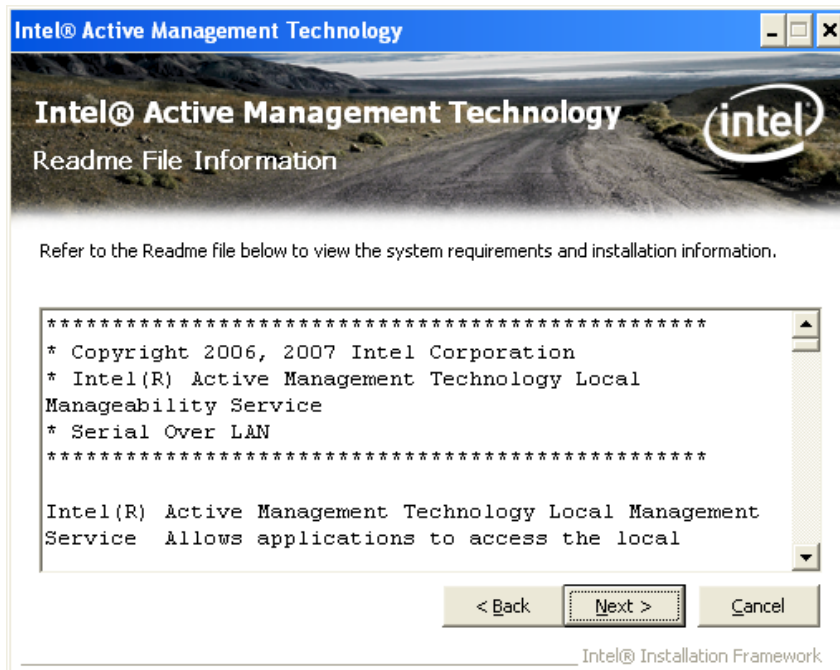 Intel® Active Management Technology
Intel® Active Management Technology
intel
Readme File Information
Refer to the Readme file below to view the system requirements and installation information.
***************************************************
* Copyright 2006, 2007 Intel Corporation
* Intel(R) Active Management Technology Local
Manageability Service
* Serial Over LAN
***************************************************
Intel(R) Active Management Technology Local Management
Service  Allows applications to access the local
< Back
Next >
Cancel
Intel® Installation Framework